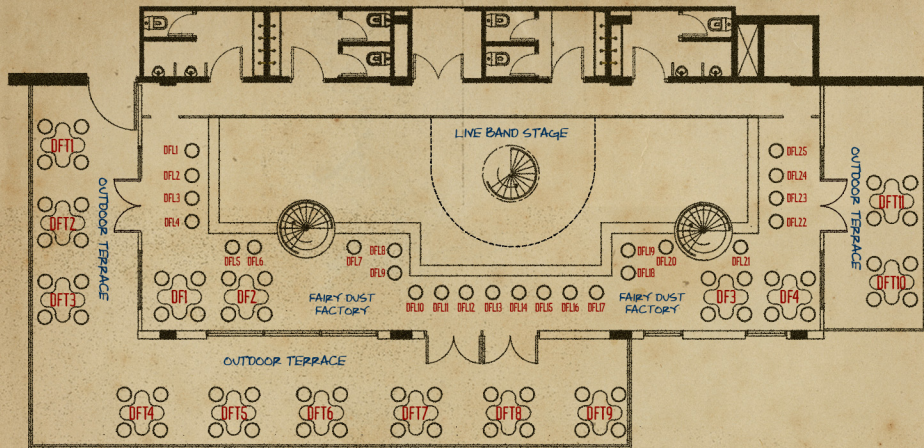 LIVE BAND STAGE
DFT1
DFL1
DFL2
DFL3
DFL4
DFL25
DFL24
DFL23
DFL22
OUTDOOR TERRACE
OUTDOOR TERRACE
DFT2
DFT11
DFL5
DFL6
DFL7
DFL8
DFL9
DFL19
DFL18
DFL20
DFL21
DFT3
DF1
DF2
FAIRY DUST
FACTORY
DFL10
DFL11
DFL12
DFL13
DFL14
DFL15
DFL16
DFL17
FAIRY DUST
FACTORY
DF3
DF4
DFT10
OUTDOOR TERRACE
DFT4
DFT5
DFT6
DFT7
DFT8
DFT9